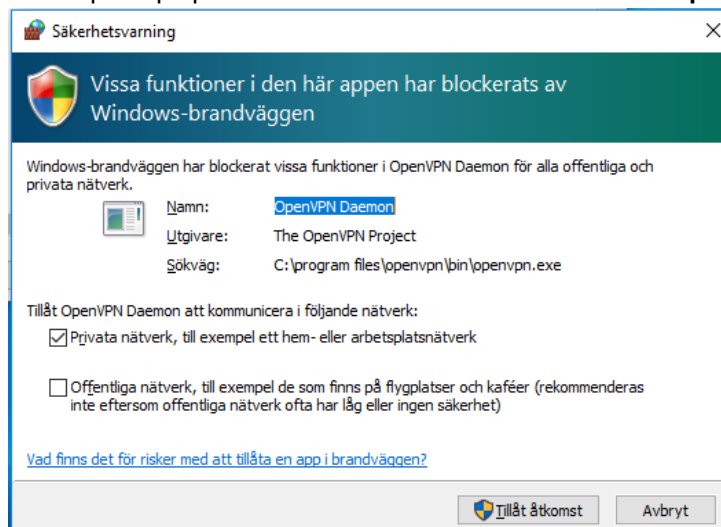 Säkerhetsvarning
Vissa funktioner i den här appen har blockerats av
Windows-brandväggen
Windows-brandväggen har blockerat vissa funktioner i OpenVPN Daemon för alla offentliga och
privata nätverk.
Namn: OpenVPN Daemon
Utgivare: The OpenVPN Project
Sökväg: C:\program files\openvpn\bin\openvpn.exe
Tillåt OpenVPN Daemon att kommunicera i följande nätverk:
Privata nätverk, till exempel ett hem- eller arbetsplatsnätverk
Offentliga nätverk, till exempel de som finns på flygplatser och kaféer (rekommenderas
inte eftersom offentliga nätverk ofta har låg eller ingen säkerhet)
Vad finns det för risker med att tillåta en app i brandväggen?
Tillåt åtkomst Avbryt